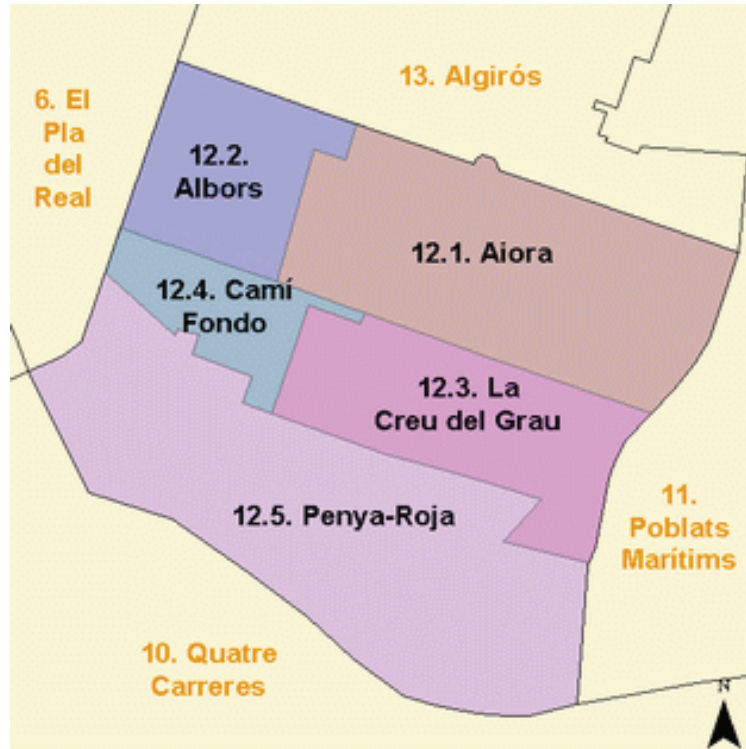 13. Algirós
6. El
Pla
del
Real
12.2.
Albors
12.1. Aiora
12.4. Camí
Fondo
12.3. La
Creu del Grau
12.5. Penya-Roja
11.
Poblats
Marítims
10. Quatre
Carreres
N